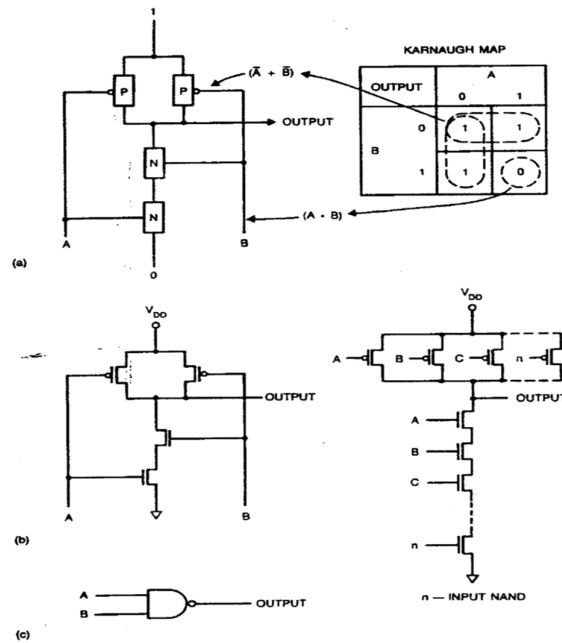 1
(A̅ + B̅)
P
P
OUTPUT
N
N
(A • B)
A
B
0
(a)
KARNAUGH MAP
OUTPUT
A
0 1
B
0 1 1
1 1 0
V_DD
OUTPUT
A
B
(b)
V_DD
A
B
C
n
OUTPUT
A
B
C
n
n — INPUT NAND
A
B
OUTPUT
(c)